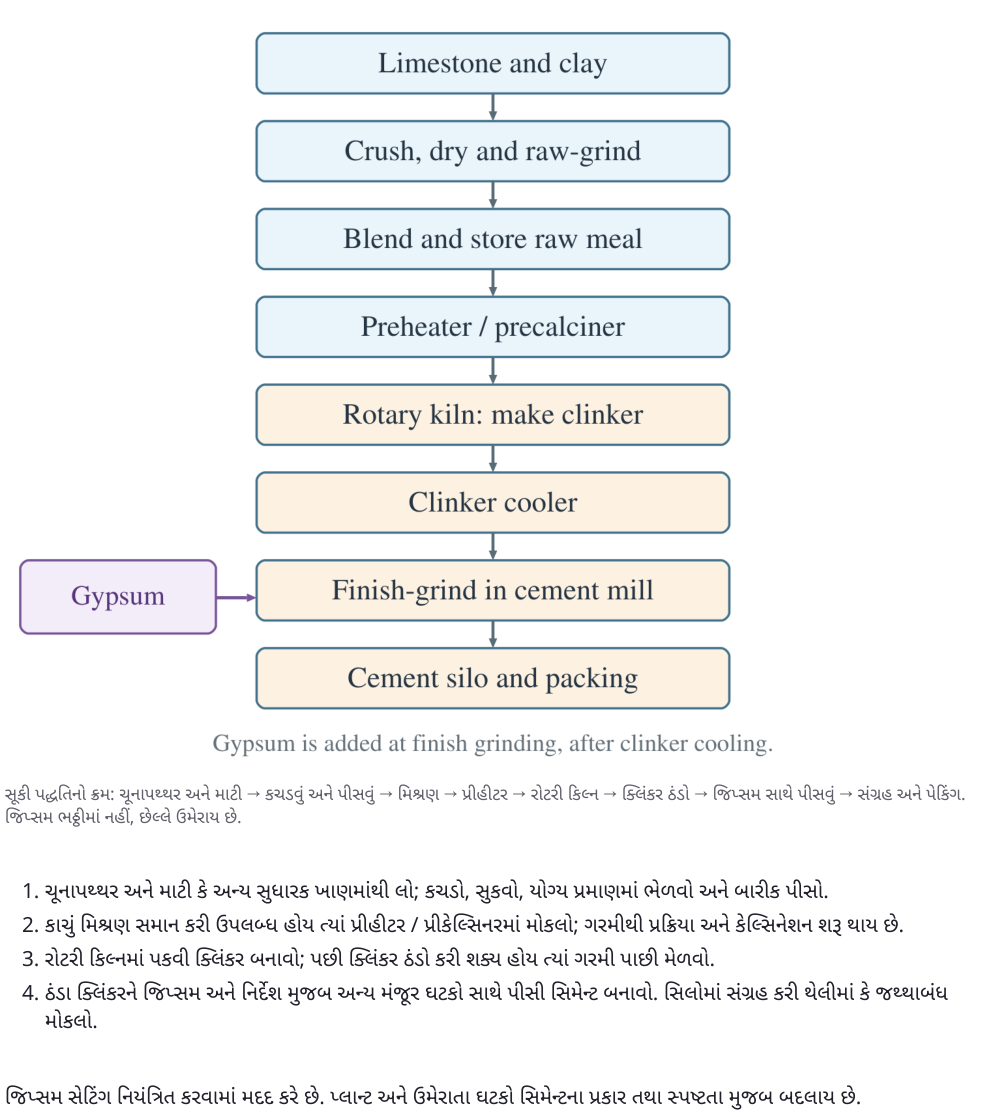 Limestone and clay
Crush, dry and raw-grind
Blend and store raw meal
Preheater / precalciner
Rotary kiln: make clinker
Clinker cooler
Gypsum
Finish-grind in cement mill
Cement silo and packing
Gypsum is added at finish grinding, after clinker cooling.
સૂકી પદ્ધતિનો ક્રમ: ચૂનાપથ્થર અને માટી → કચડવું અને પીસવું → મિશ્રણ → પ્રીહીટર → રોટરી કિલ્ન → ક્લિંકર ઠંડો → જિપ્સમ સાથે પીસવું → સંગ્રહ અને પેકિંગ.
જિપ્સમ ભઠ્ઠીમાં નહીં, છેલ્લે ઉમેરાય છે.
1. ચૂનાપથ્થર અને માટી કે અન્ય સુધારક ખાણમાંથી લો; કચડો, સુકવો, યોગ્ય પ્રમાણમાં ભેળવો અને બારીક પીસો.
2. કાચું મિશ્રણ સમાન કરી ઉપલબ્ધ હોય ત્યાં પ્રીહીટર / પ્રીકેલ્સિનરમાં મોકલો; ગરમીથી પ્રક્રિયા અને કેલ્સિનેશન શરૂ થાય છે.
3. રોટરી કિલ્નમાં પકવી ક્લિંકર બનાવો; પછી ક્લિંકર ઠંડો કરી શક્ય હોય ત્યાં ગરમી પાછી મેળવો.
4. ઠંડા ક્લિંકરને જિપ્સમ અને નિર્દેશ મુજબ અન્ય મંજૂર ઘટકો સાથે પીસી સિમેન્ટ બનાવો. સિલોમાં સંગ્રહ કરી થેલીમાં કે જથ્થાબંધ
મોકલો.
જિપ્સમ સેટિંગ નિયંત્રિત કરવામાં મદદ કરે છે. પ્લાન્ટ અને ઉમેરાતા ઘટકો સિમેન્ટના પ્રકાર તથા સ્પષ્ટતા મુજબ બદલાય છે.